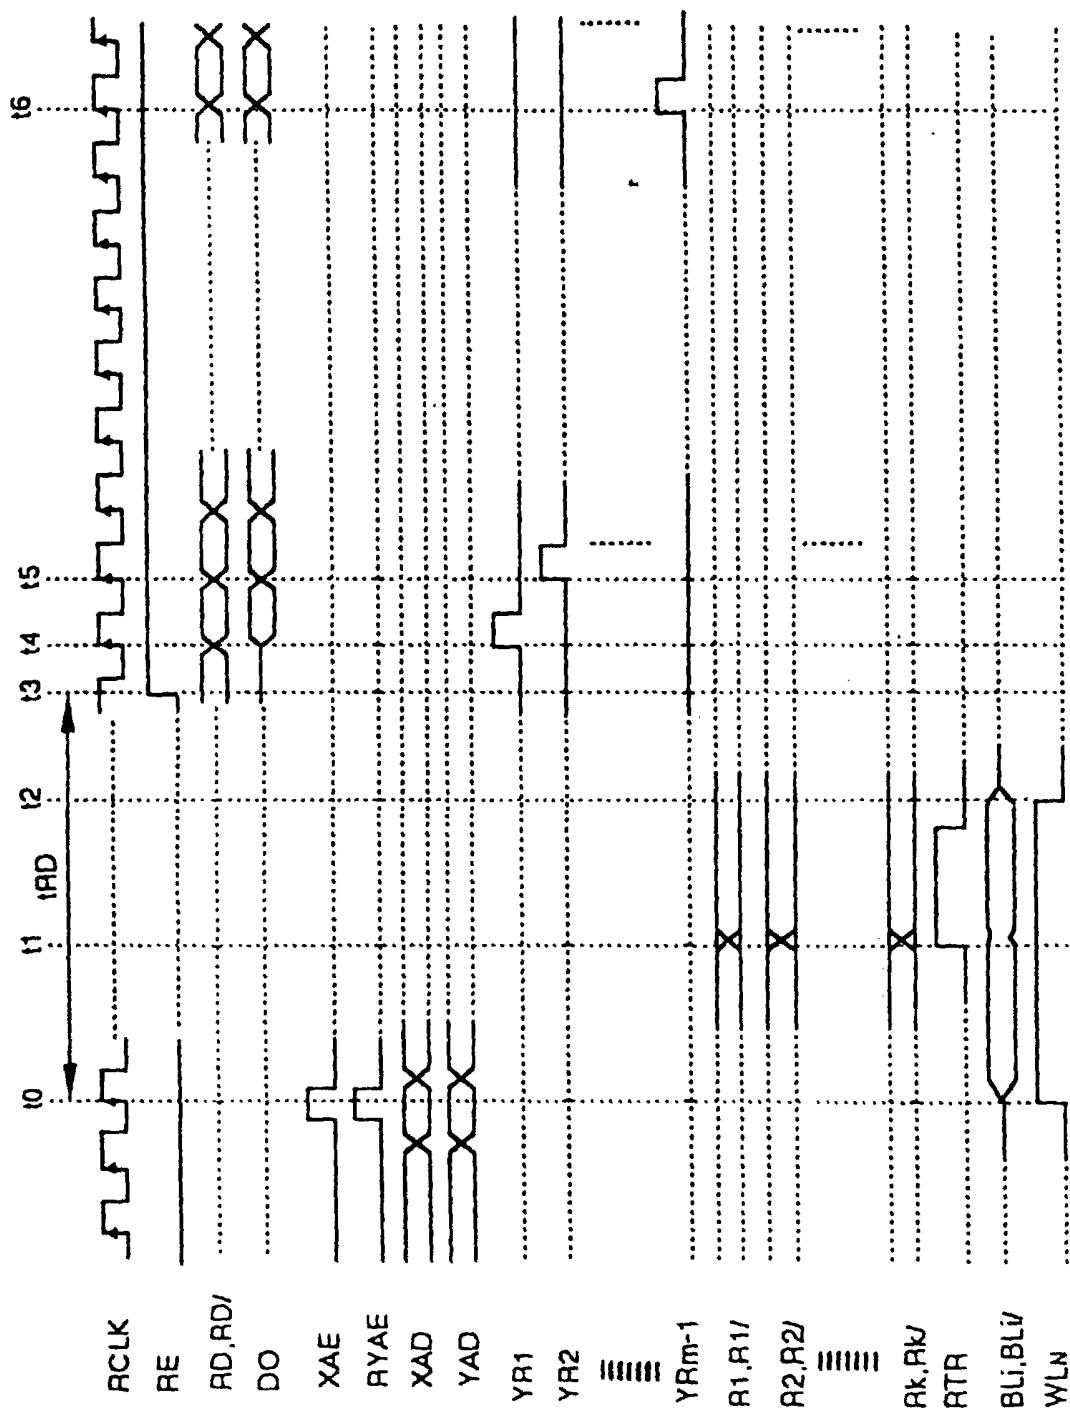 t0 t1 t2 t3 t4 t5 t6
tRD
RCLK
RE
RD,RD/
DO
XAE
RYAE
XAD
YAD
YR1
YR2
YRm-1
R1,R1/
R2,R2/
Rk,Rk/
RTR
BLi,BLi/
WLN